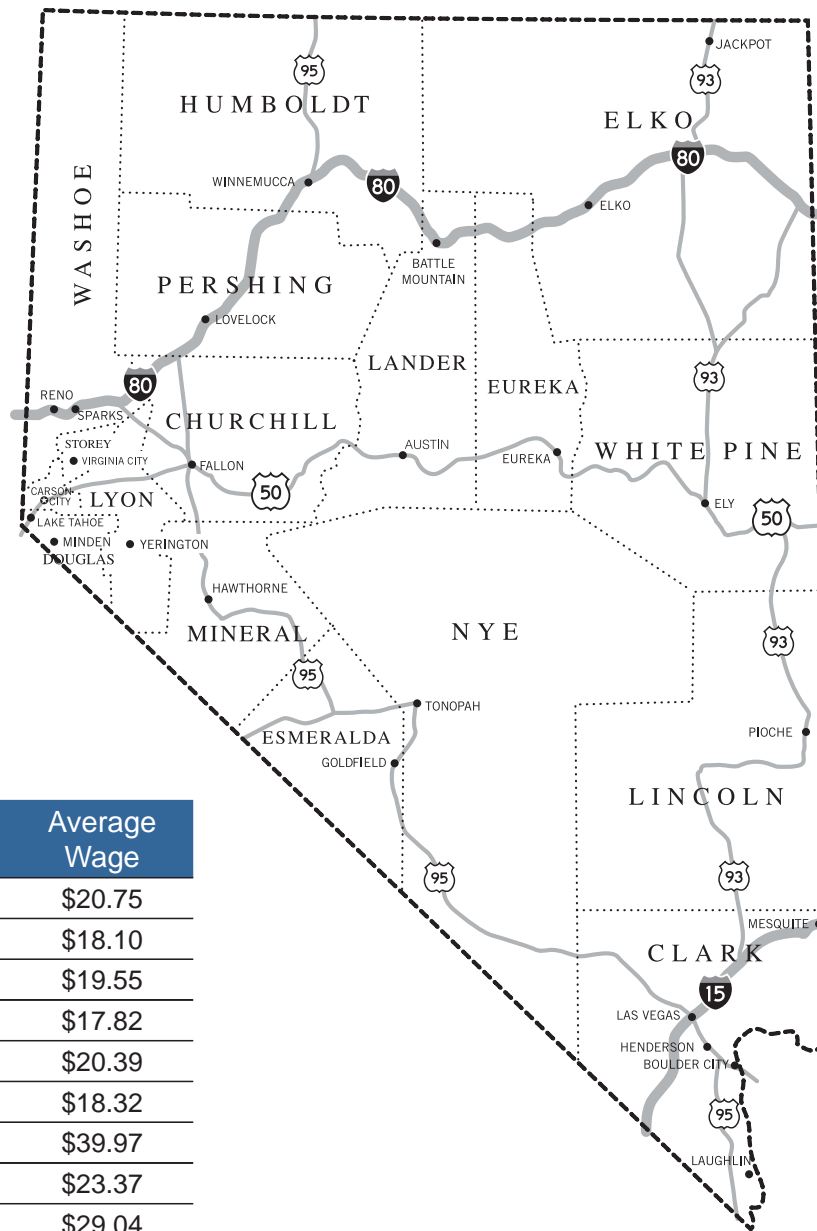 JACKPOT
95
93
HUMBOLDT
ELKO
80
WINNEMUCCA
80
ELKO
WASHOE
BATTLE
MOUNTAIN
PERSHING
LOVELOCK
LANDER
93
80
EUREKA
RENO
SPARKS
CHURCHILL
STOREY
AUSTIN
WHITE PINE
VIRGINIA CITY
FALLON
EUREKA
CARSON
CITY
LYON
50
ELY
50
LAKE TAHOE
MINDEN
YERINGTON
DOUGLAS
HAWTHORNE
MINERAL
NYE
93
95
TONOPAH
ESMERALDA
PIOCHE
GOLDFIELD
LINCOLN
95
93
MESQUITE
CLARK
15
LAS VEGAS
HENDERSON
BOULDER CITY
95
LAUGHLIN
Average
Wage
$20.75
$18.10
$19.55
$17.82
$20.39
$18.32
$39.97
$23.37
$29.04